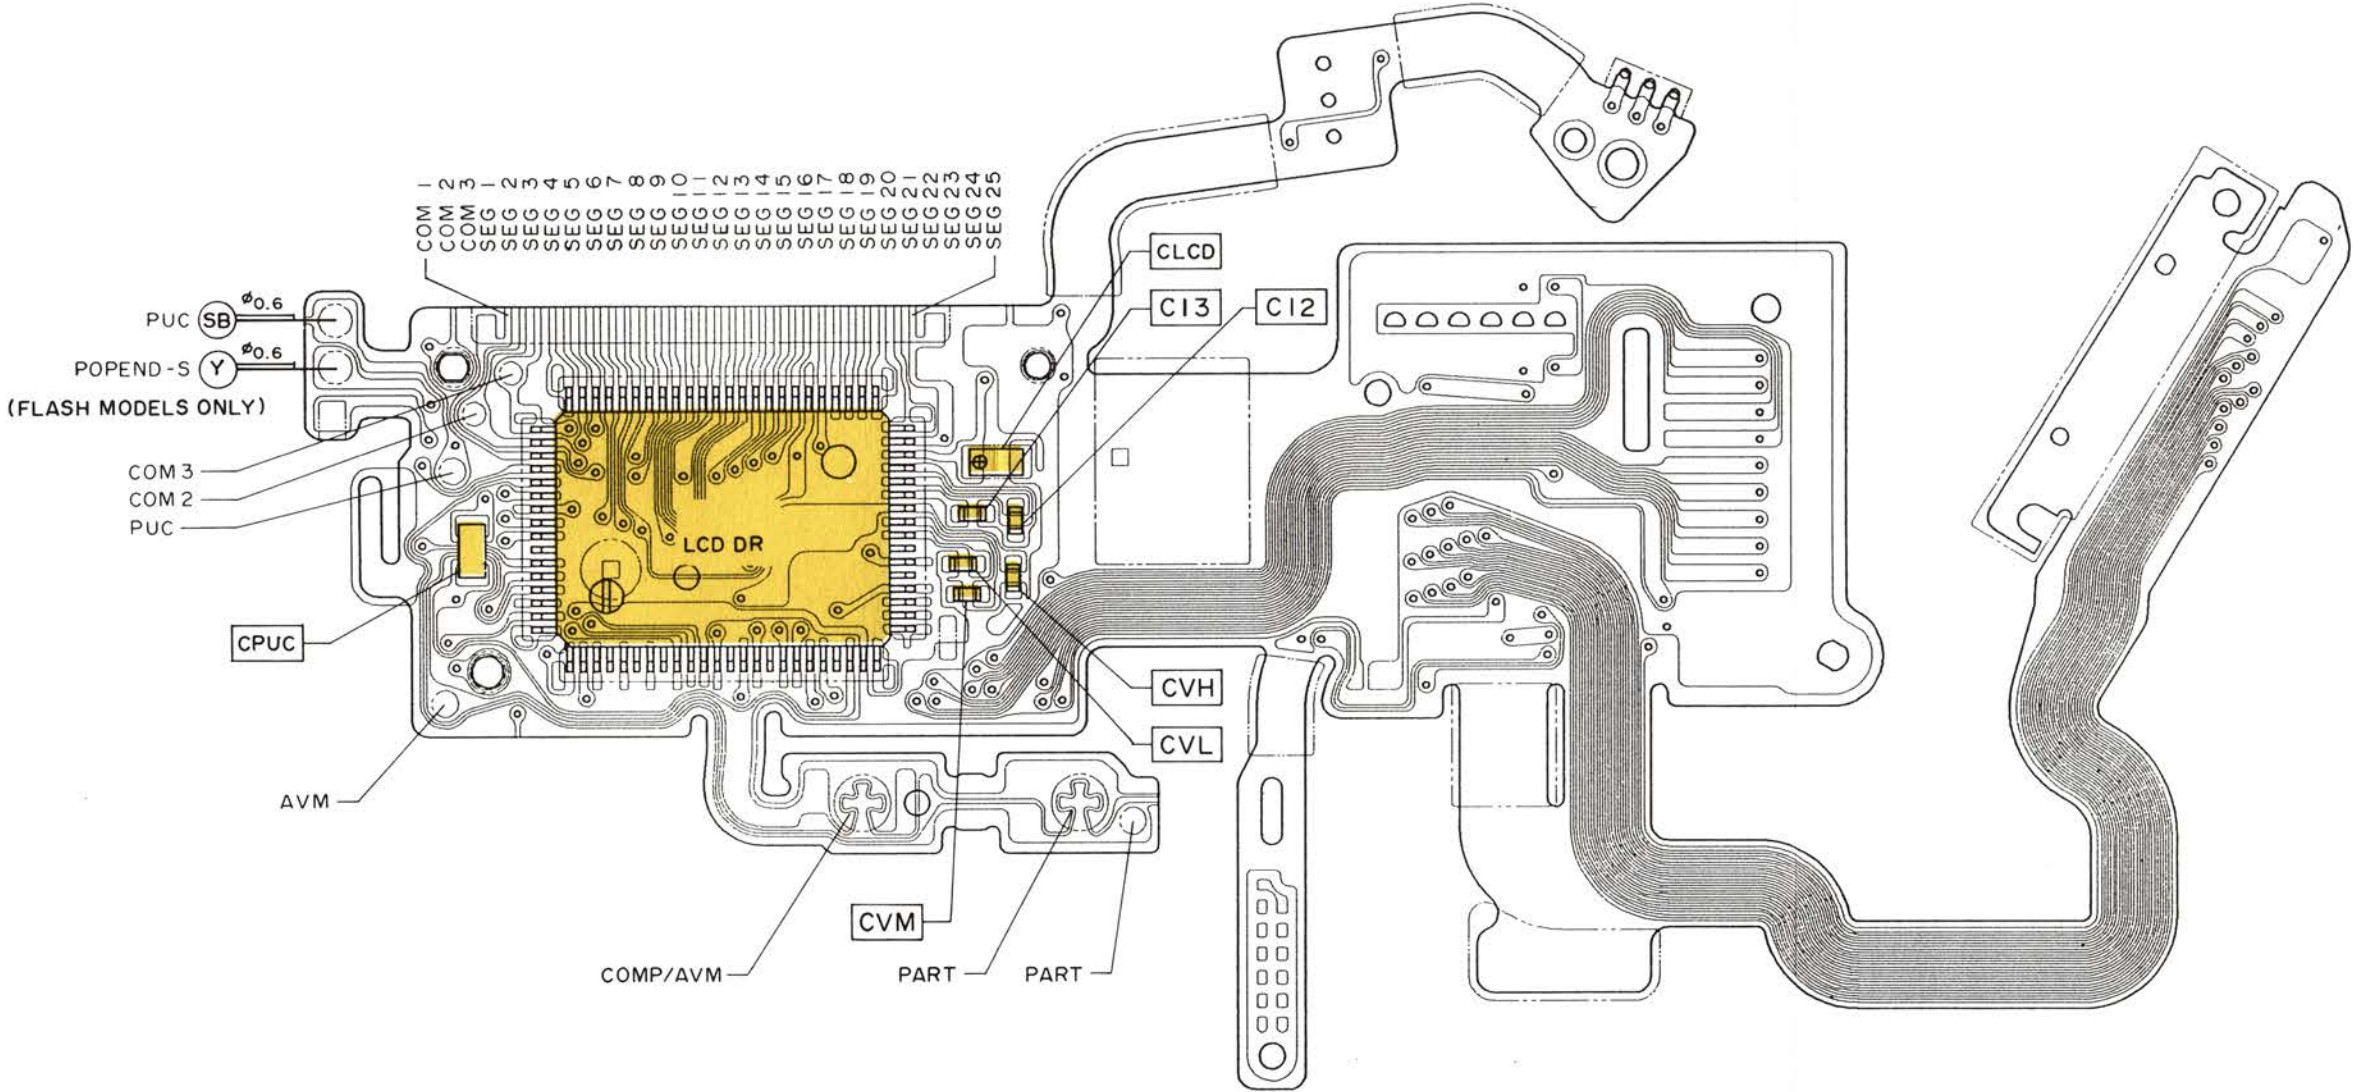 COM 1
COM 2
COM 3
SEG 1
SEG 2
SEG 3
SEG 4
SEG 5
SEG 6
SEG 7
SEG 8
SEG 9
SEG 10
SEG 11
SEG 12
SEG 13
SEG 14
SEG 15
SEG 16
SEG 17
SEG 18
SEG 19
SEG 20
SEG 21
SEG 22
SEG 23
SEG 24
SEG 25
CLCD
C13
C12
PUC SB ø0.6
POPEND-S Y ø0.6
(FLASH MODELS ONLY)
COM 3
COM 2
PUC
LCD DR
CPUC
CVH
CVL
AVM
CVM
COMP/AVM
PART
PART